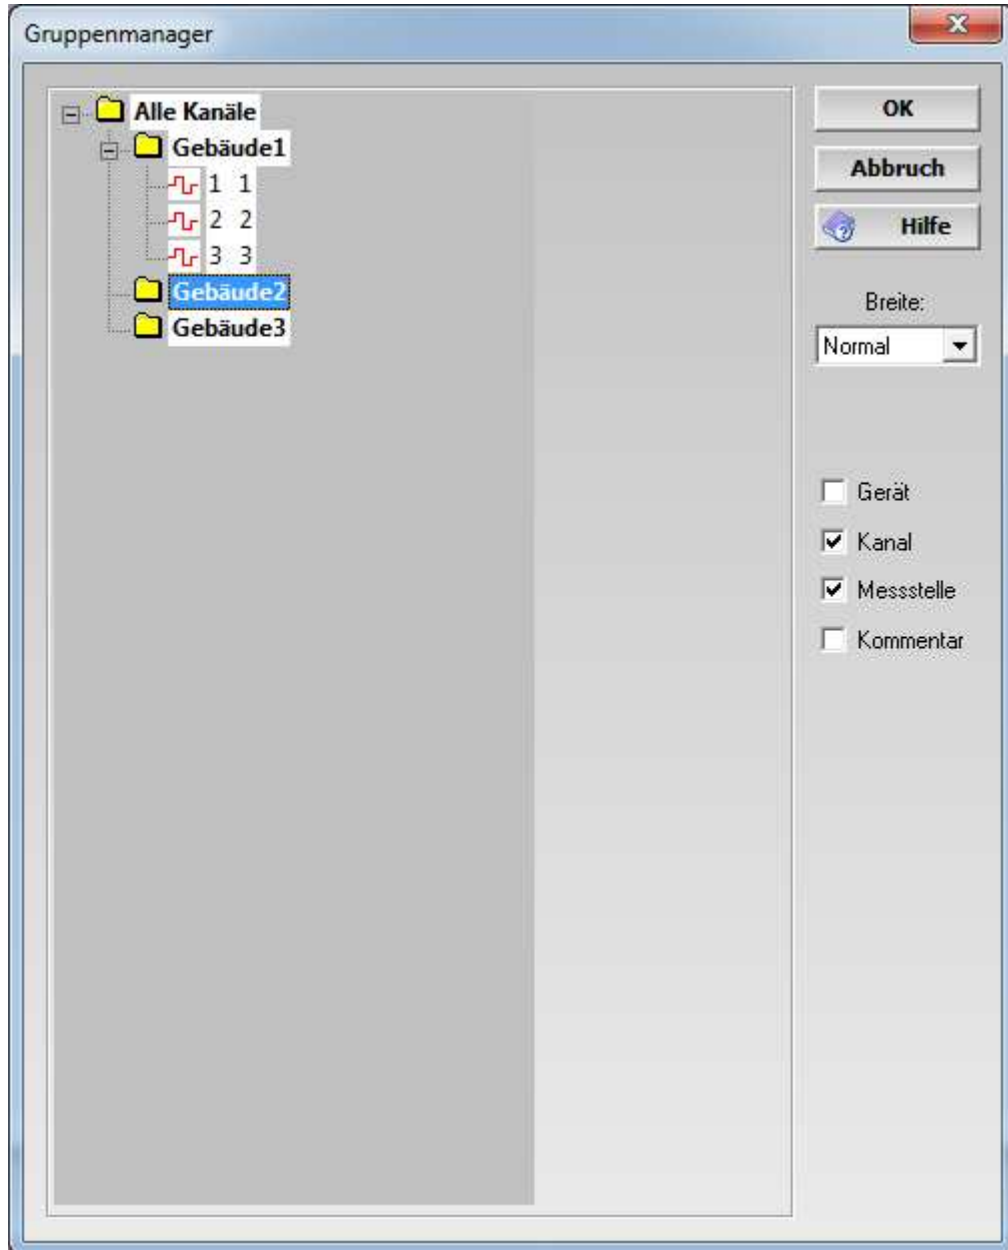 Gruppenmanager
Alle Kanäle
Gebäude1
1 1
2 2
3 3
Gebäude2
Gebäude3
OK
Abbruch
Hilfe
Breite:
Normal
Gerät
Kanal
Messstelle
Kommentar